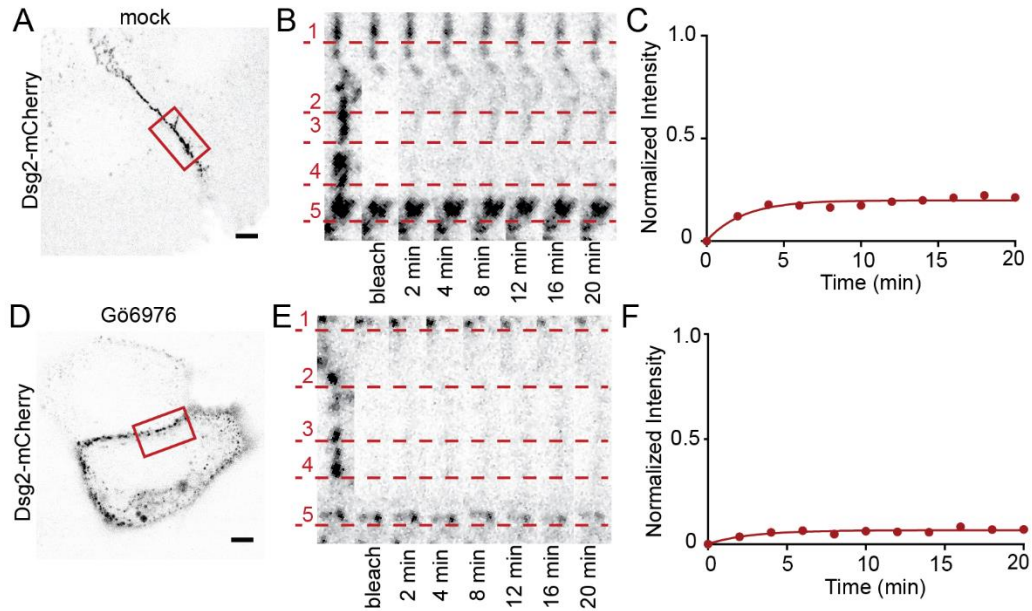 A
mock
Dsg2-mCherry
B
1
2
3
4
5
bleach
2 min
4 min
8 min
12 min
16 min
20 min
C
Normalized Intensity
1.0
0.5
0
0 5 10 15 20
Time (min)
D
Gö6976
Dsg2-mCherry
E
1
2
3
4
5
bleach
2 min
4 min
8 min
12 min
16 min
20 min
F
Normalized Intensity
1.0
0.5
0
0 5 10 15 20
Time (min)